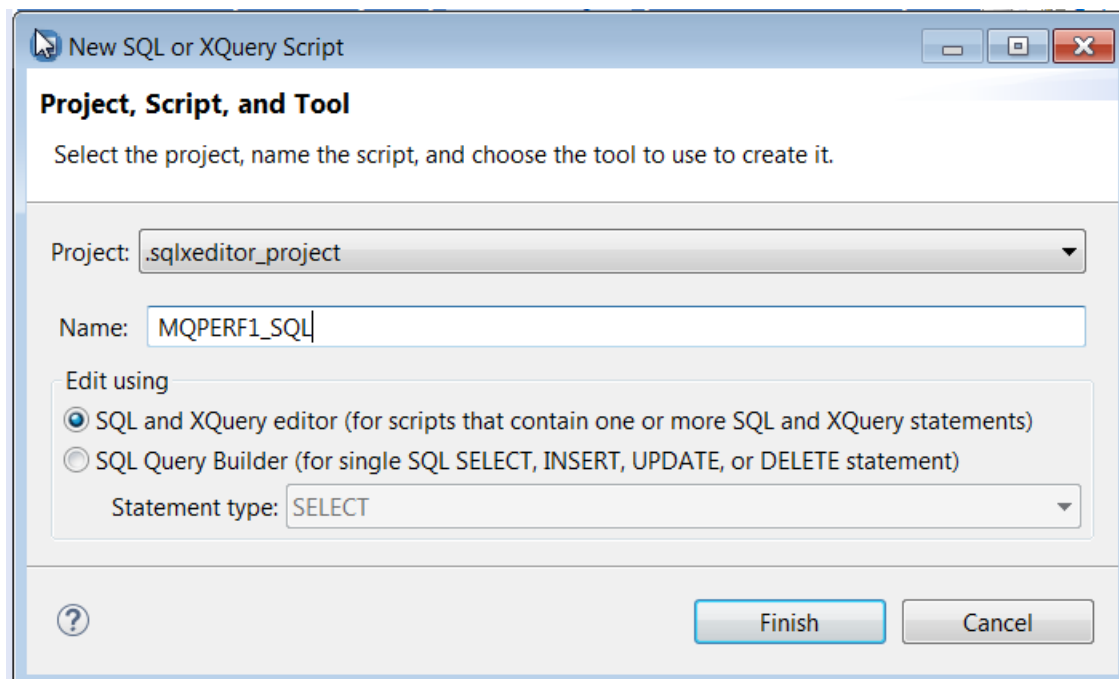 New SQL or XQuery Script
Project, Script, and Tool
Select the project, name the script, and choose the tool to use to create it.
Project: .sqlxeditor_project
Name: MQPERF1_SQL
Edit using
SQL and XQuery editor (for scripts that contain one or more SQL and XQuery statements)
SQL Query Builder (for single SQL SELECT, INSERT, UPDATE, or DELETE statement)
Statement type: SELECT
?
Finish Cancel